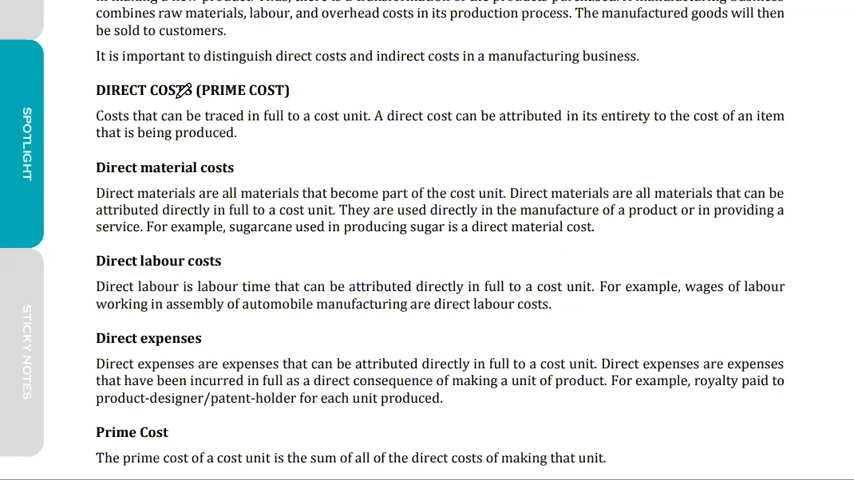 combines raw materials, labour, and overhead costs in its production process. The manufactured goods will then
be sold to customers.
It is important to distinguish direct costs and indirect costs in a manufacturing business.
DIRECT COSTS (PRIME COST)
Costs that can be traced in full to a cost unit. A direct cost can be attributed in its entirety to the cost of an item
that is being produced.
Direct material costs
Direct materials are all materials that become part of the cost unit. Direct materials are all materials that can be
attributed directly in full to a cost unit. They are used directly in the manufacture of a product or in providing a
service. For example, sugarcane used in producing sugar is a direct material cost.
Direct labour costs
Direct labour is labour time that can be attributed directly in full to a cost unit. For example, wages of labour
working in assembly of automobile manufacturing are direct labour costs.
Direct expenses
Direct expenses are expenses that can be attributed directly in full to a cost unit. Direct expenses are expenses
that have been incurred in full as a direct consequence of making a unit of product. For example, royalty paid to
product-designer/patent-holder for each unit produced.
Prime Cost
The prime cost of a cost unit is the sum of all of the direct costs of making that unit.
SPOTLIGHT
STICKY NOTES